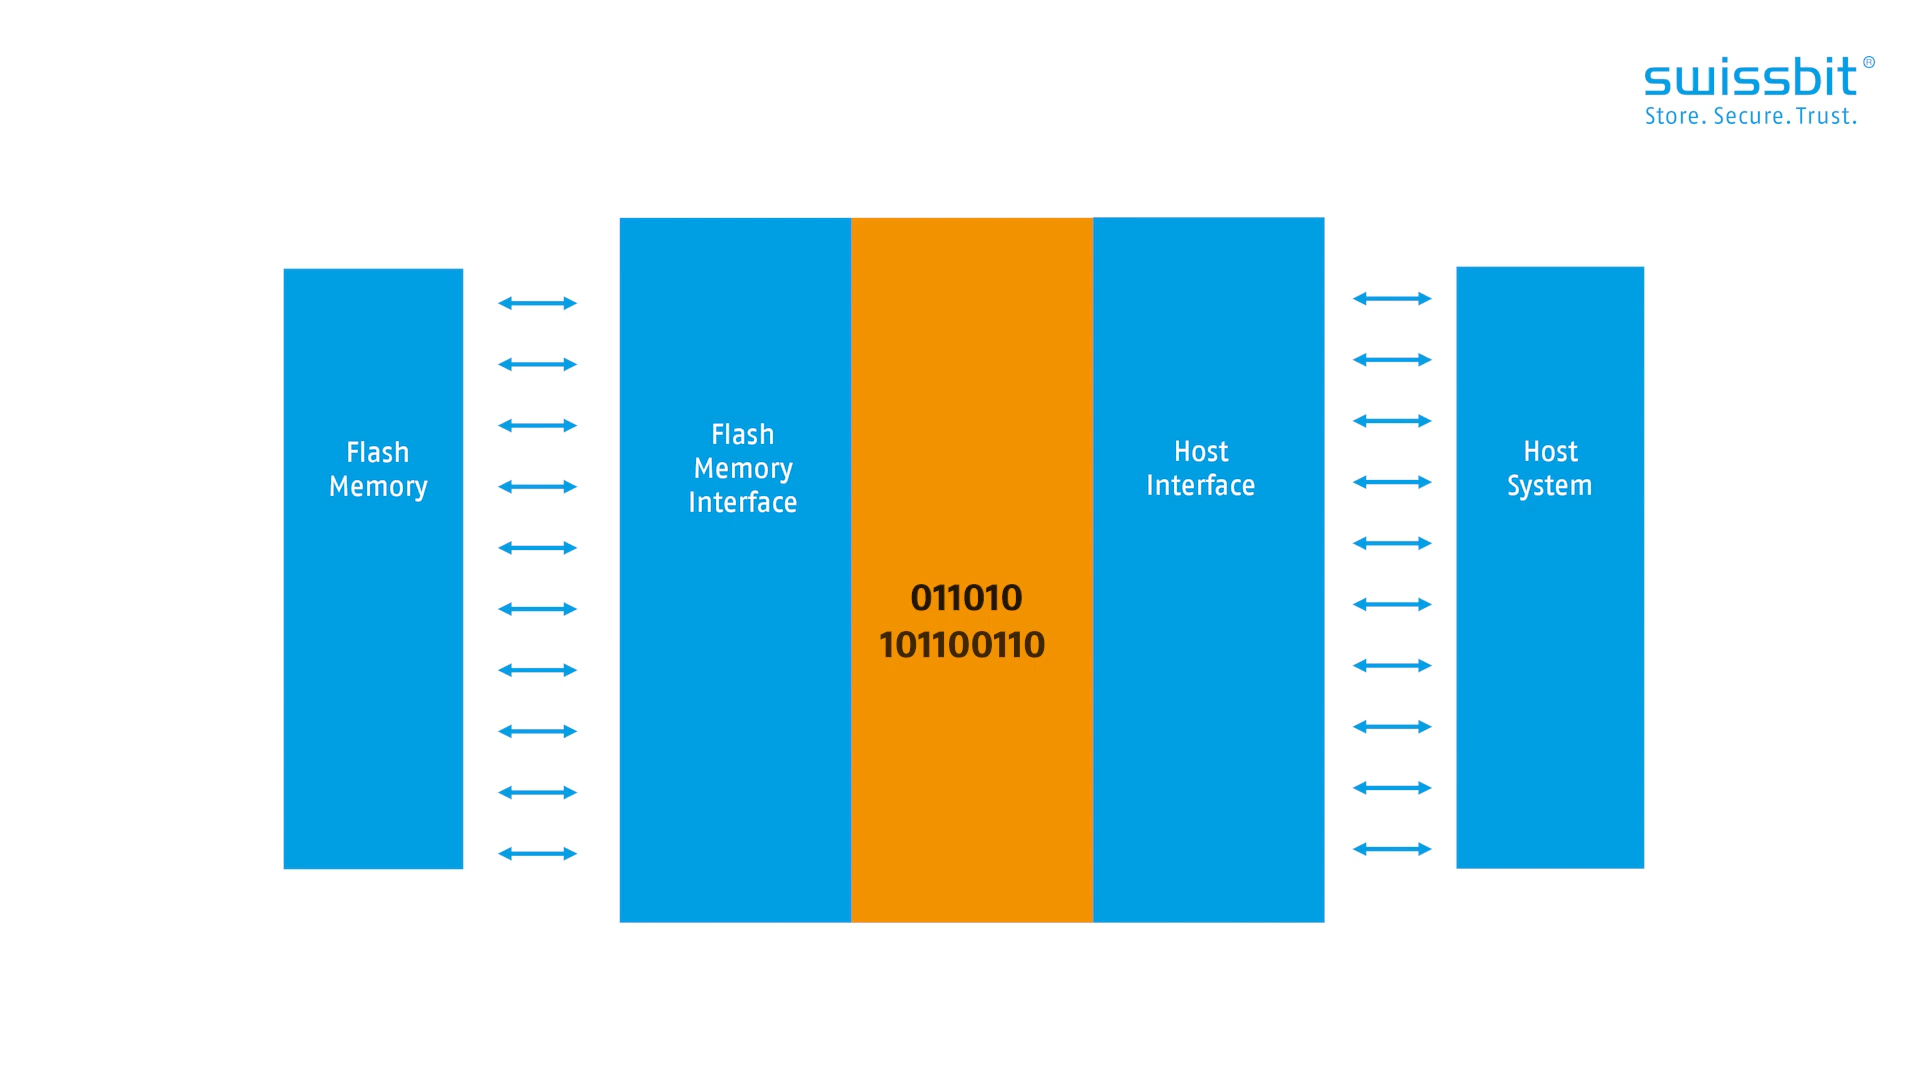 swissbit®
Store. Secure. Trust.
Flash
Memory
Flash
Memory
Interface
011010
101100110
Host
Interface
Host
System